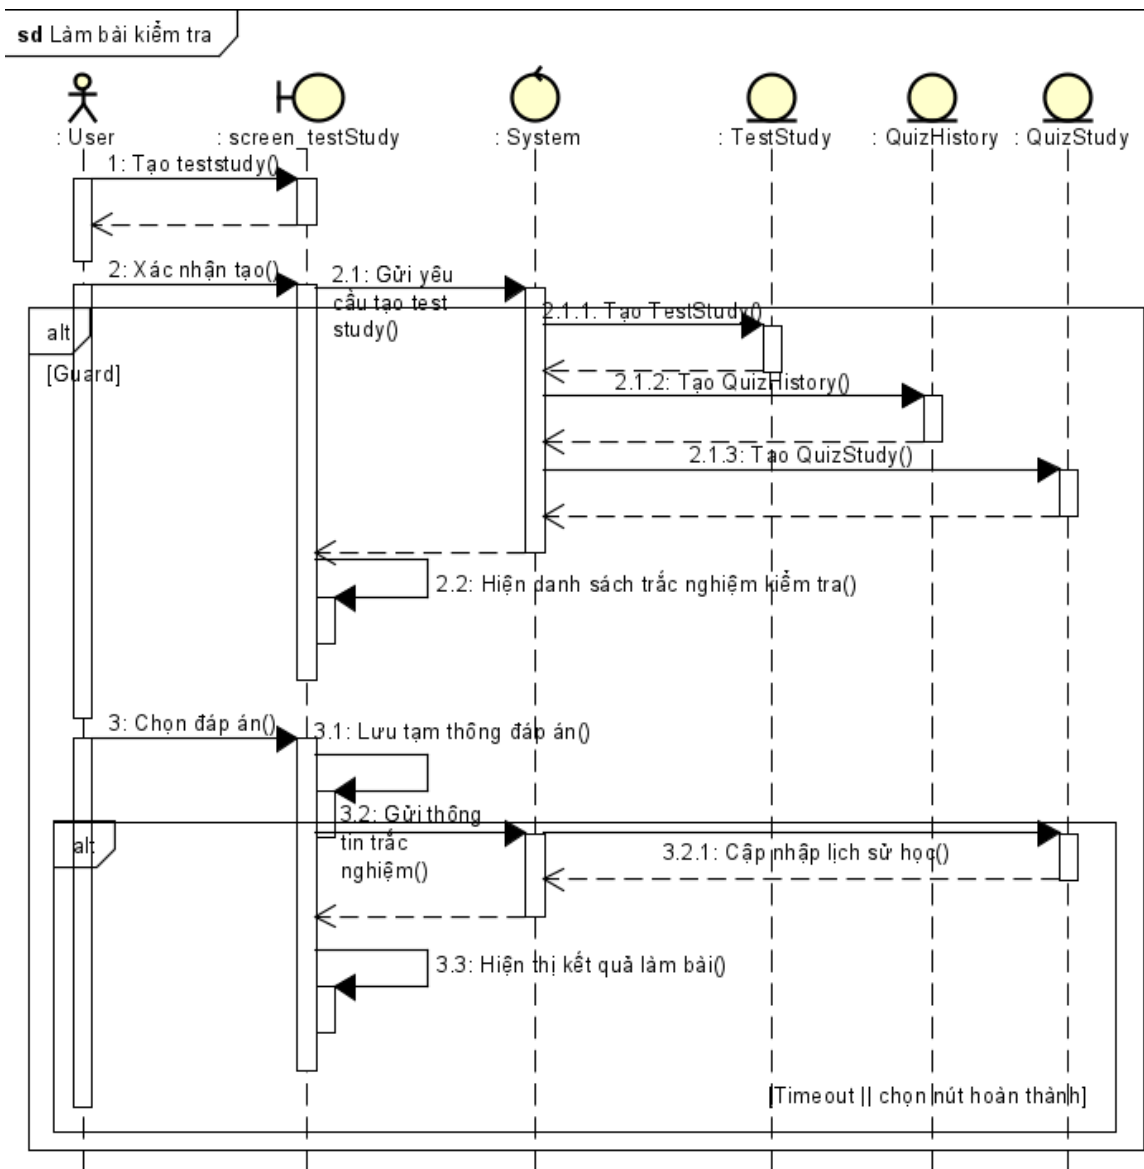 sd Làm bài kiểm tra
: User
: screen_testStudy
: System
: TestStudy
: QuizHistory
: QuizStudy
1: Tạo teststudy()
2: Xác nhận tạo()
2.1: Gửi yêu
cầu tạo test
study()
alt
[Guard]
2.1.1: Tạo TestStudy()
2.1.2: Tạo QuizHistory()
2.1.3: Tạo QuizStudy()
2.2: Hiện danh sách trắc nghiệm kiểm tra()
3: Chọn đáp án()
3.1: Lưu tạm thông đáp án()
3.2: Gửi thông
tin trắc
nghiệm()
alt
3.2.1: Cập nhập lịch sử học()
3.3: Hiện thị kết quả làm bài()
[Timeout || chọn nút hoàn thành]